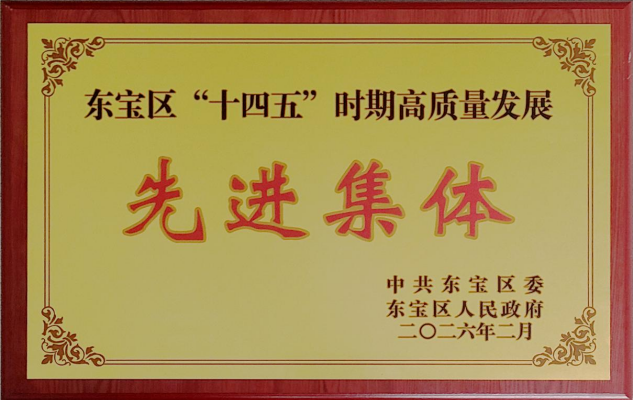 东宝区“十四五”时期高质量发展
先进集体
中共东宝区委
东宝区人民政府
二〇二六年二月